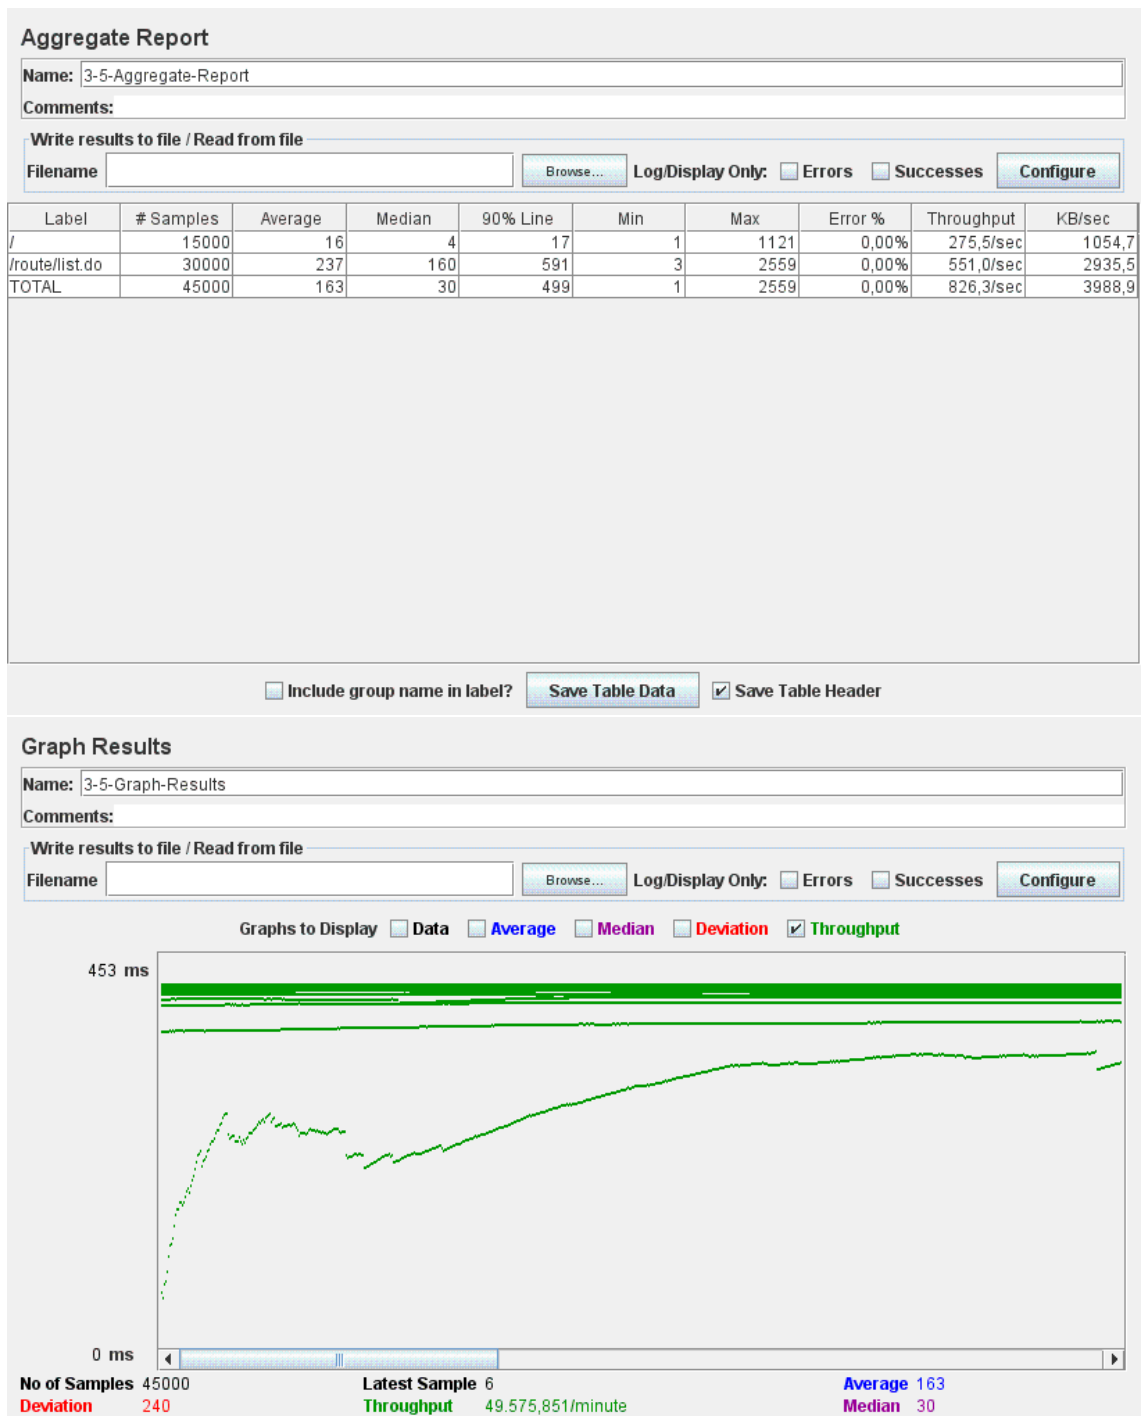 Aggregate Report
Name: 3-5-Aggregate-Report
Comments:
Write results to file / Read from file
Filename Browse... Log/Display Only: Errors Successes Configure
Label # Samples Average Median 90% Line Min Max Error % Throughput KB/sec
/ 15000 16 4 17 1 1121 0,00% 275,5/sec 1054,7
/route/list.do 30000 237 160 591 3 2559 0,00% 551,0/sec 2935,5
TOTAL 45000 163 30 499 1 2559 0,00% 826,3/sec 3988,9
Include group name in label? Save Table Data Save Table Header
Graph Results
Name: 3-5-Graph-Results
Comments:
Write results to file / Read from file
Filename Browse... Log/Display Only: Errors Successes Configure
Graphs to Display Data Average Median Deviation Throughput
453 ms
0 ms
No of Samples 45000 Latest Sample 6 Average 163
Deviation 240 Throughput 49.575,851/minute Median 30